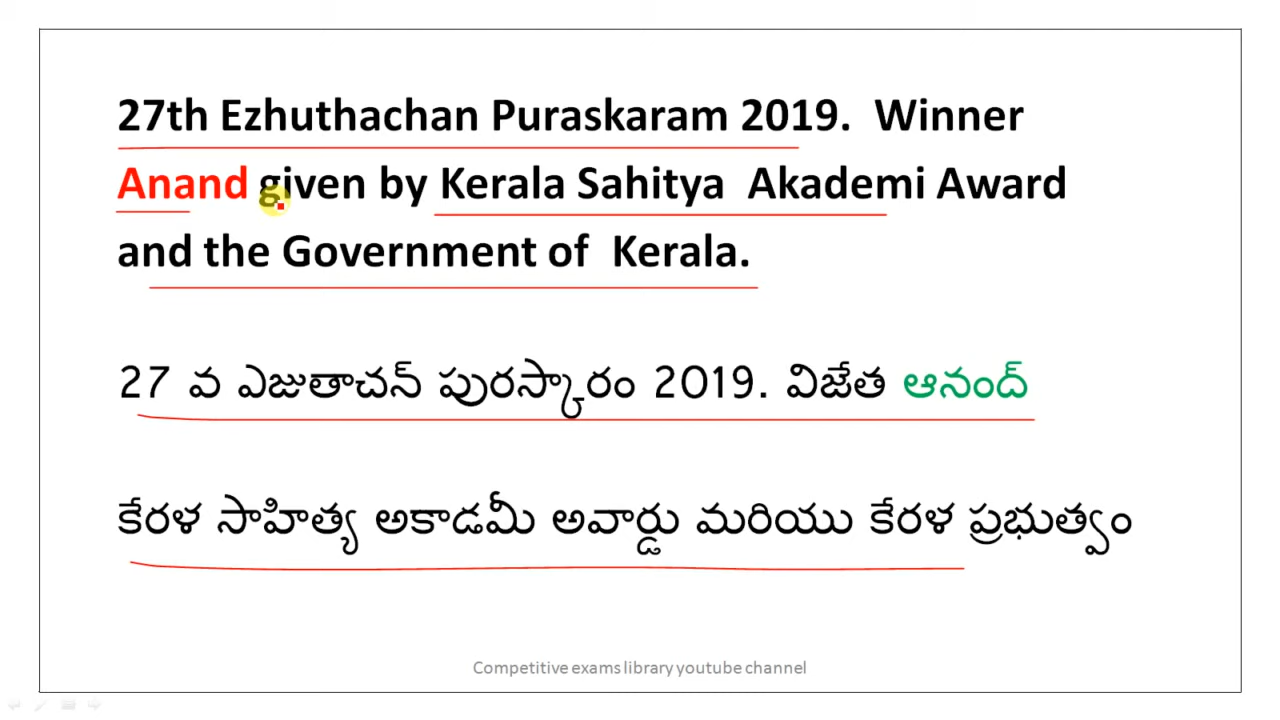 27th Ezhuthachan Puraskaram 2019. Winner
Anand given by Kerala Sahitya Akademi Award
and the Government of Kerala.
27 వ ఎజుతాచన్ పురస్కారం 2019. విజేత ఆనంద్
కేరళ సాహిత్య అకాడమీ అవార్డు మరియు కేరళ ప్రభుత్వం
Competitive exams library youtube channel